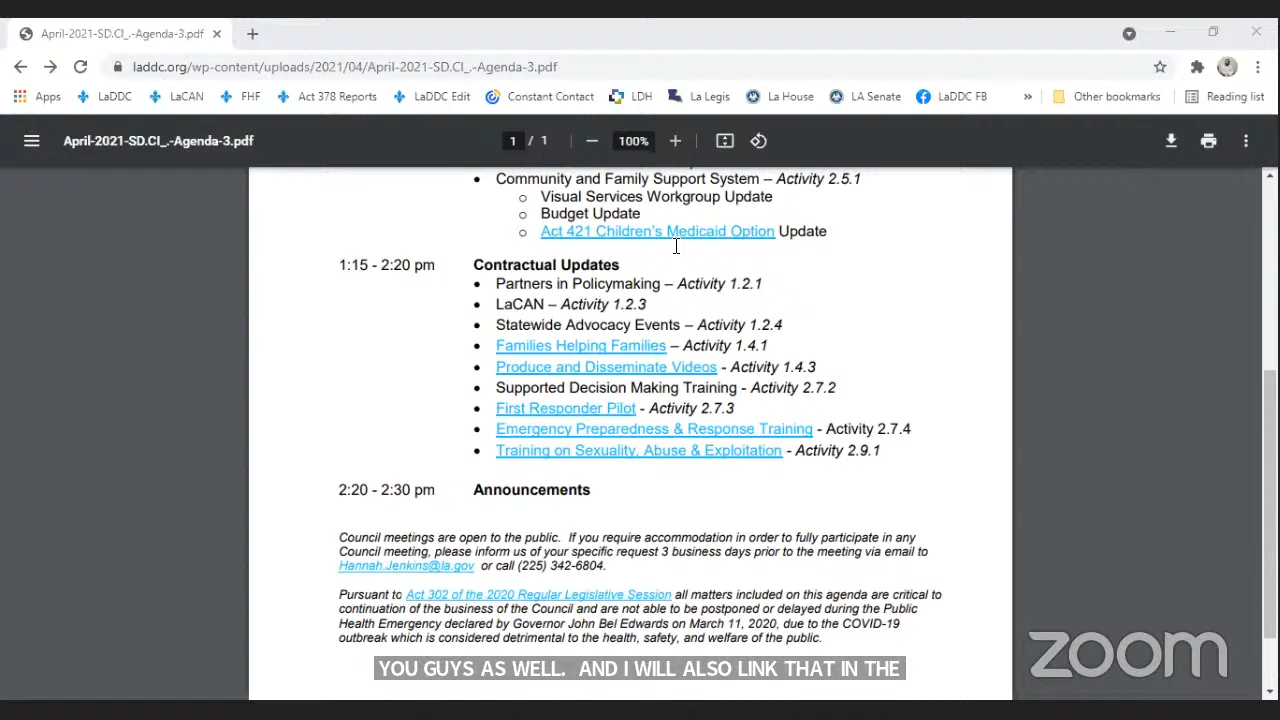 April-2021-SD.CI_.-Agenda-3.pdf
laddc.org/wp-content/uploads/2021/04/April-2021-SD.CI_.-Agenda-3.pdf
Apps LaDDC LaCAN FHF Act 378 Reports LaDDC Edit Constant Contact LDH La Legis La House LA Senate LaDDC FB » Other bookmarks Reading list
April-2021-SD.CI_.-Agenda-3.pdf 1 / 1 100%
• Community and Family Support System – Activity 2.5.1
o Visual Services Workgroup Update
o Budget Update
o Act 421 Children's Medicaid Option Update
1:15 - 2:20 pm Contractual Updates
• Partners in Policymaking – Activity 1.2.1
• LaCAN – Activity 1.2.3
• Statewide Advocacy Events – Activity 1.2.4
• Families Helping Families – Activity 1.4.1
• Produce and Disseminate Videos - Activity 1.4.3
• Supported Decision Making Training - Activity 2.7.2
• First Responder Pilot - Activity 2.7.3
• Emergency Preparedness & Response Training - Activity 2.7.4
• Training on Sexuality, Abuse & Exploitation - Activity 2.9.1
2:20 - 2:30 pm Announcements
Council meetings are open to the public. If you require accommodation in order to fully participate in any
Council meeting, please inform us of your specific request 3 business days prior to the meeting via email to
Hannah.Jenkins@la.gov or call (225) 342-6804.
Pursuant to Act 302 of the 2020 Regular Legislative Session all matters included on this agenda are critical to
continuation of the business of the Council and are not able to be postponed or delayed during the Public
Health Emergency declared by Governor John Bel Edwards on March 11, 2020, due to the COVID-19
outbreak which is considered detrimental to the health, safety, and welfare of the public.
zoom
YOU GUYS AS WELL. AND I WILL ALSO LINK THAT IN THE